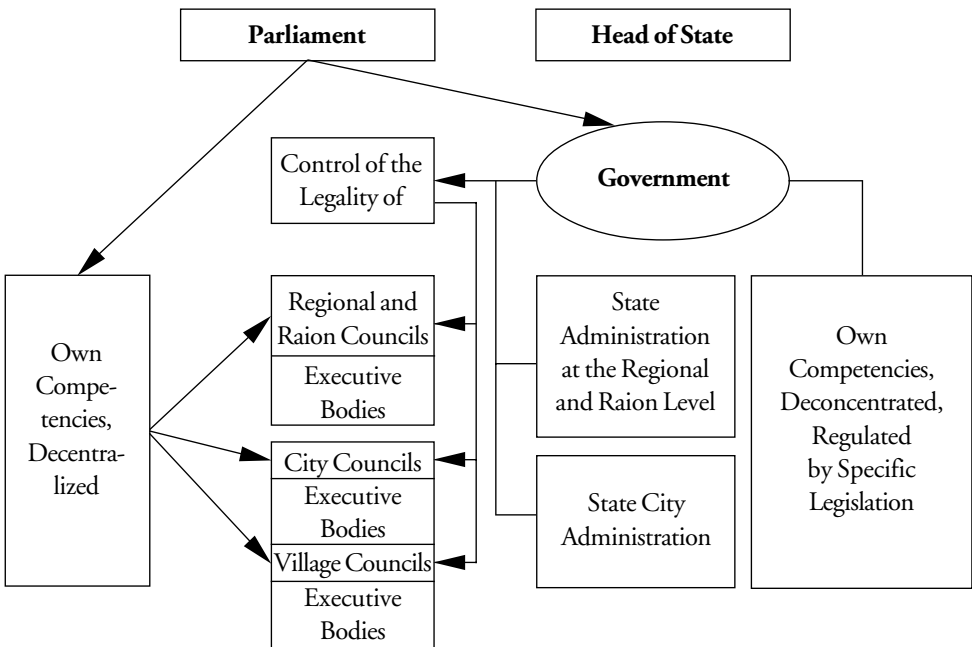 Parliament
Head of State
Control of the
Legality of
Government
Own
Compe-
tencies,
Decentra-
lized
Regional and
Raion Councils
Executive
Bodies
City Councils
Executive
Bodies
Village Councils
Executive
Bodies
State
Administration
at the Regional
and Raion Level
State City
Administration
Own
Competencies,
Deconcentrated,
Regulated
by Specific
Legislation